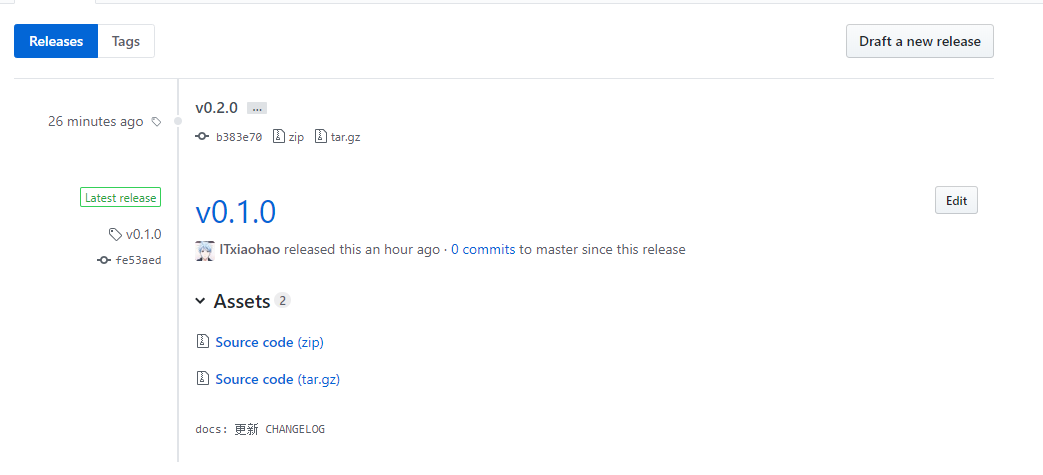 Releases Tags Draft a new release
v0.2.0 ...
26 minutes ago
b383e70 zip tar.gz
Latest release
v0.1.0 Edit
v0.1.0
ITxiaohao released this an hour ago · 0 commits to master since this release
fe53aed
Assets 2
Source code (zip)
Source code (tar.gz)
docs: 更新 CHANGELOG